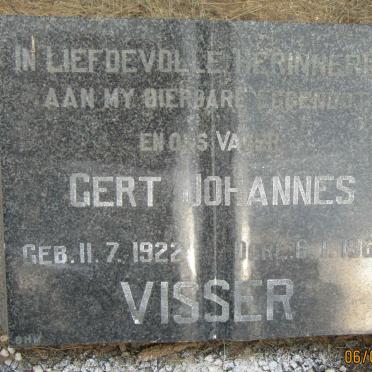 IN LIEFDEVOLLE HERINNERING
AAN MY DIERBARE EGGENOOT
EN ONS VADER
GERT JOHANNES
GEB. 11.7.1922
VISSER